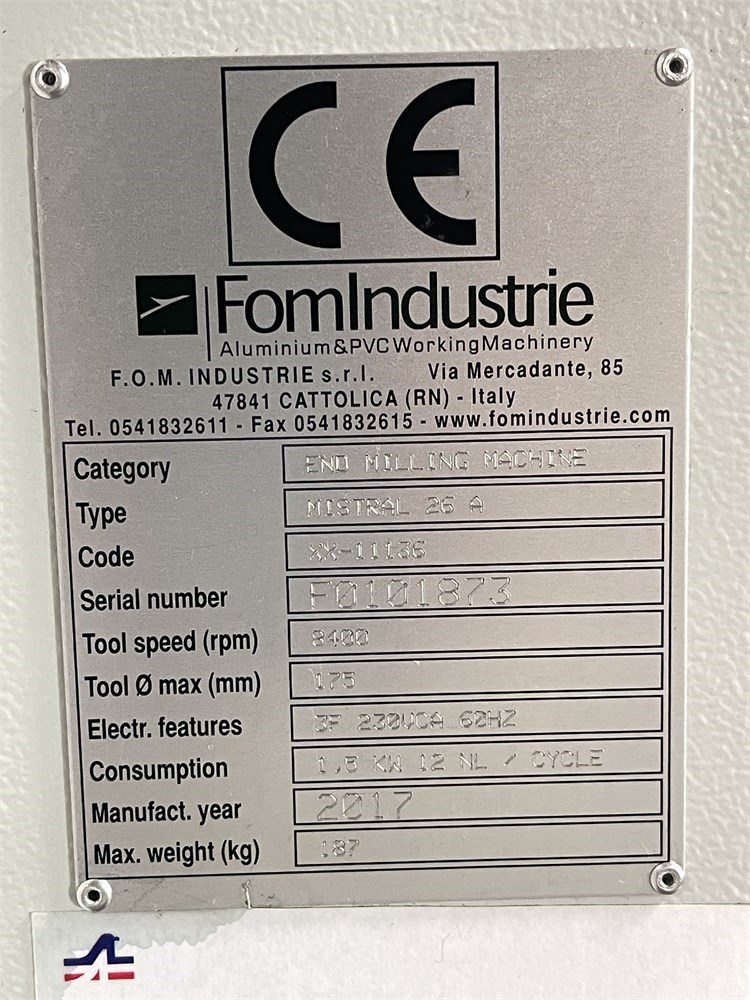 CE
FomIndustrie
Aluminium&PVCWorkingMachinery
F.O.M. INDUSTRIE s.r.l. Via Mercadante, 85
47841 CATTOLICA (RN) - Italy
Tel. 0541832611 - Fax 0541832615 - www.fomindustrie.com
Category END MILLING MACHINE
Type MISTRAL 26 A
Code XX-11136
Serial number F0101873
Tool speed (rpm) 8400
Tool Ø max (mm) 175
Electr. features 3F 230VCA 60HZ
Consumption 1,5 KW 12 NL / CYCLE
Manufact. year 2017
Max. weight (kg) 187